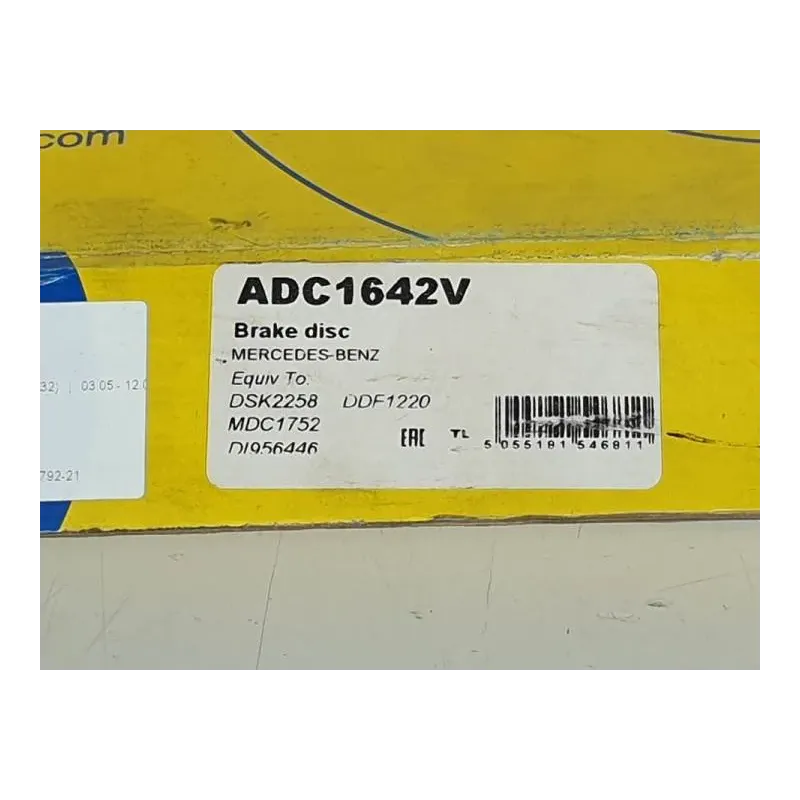 .com
ADC1642V
Brake disc
MERCEDES-BENZ
Equiv To:
DSK2258 DDF1220
MDC1752
DI956446
EAC TL
5 055181 546811
32) | 03.05 - 12.0
792-21